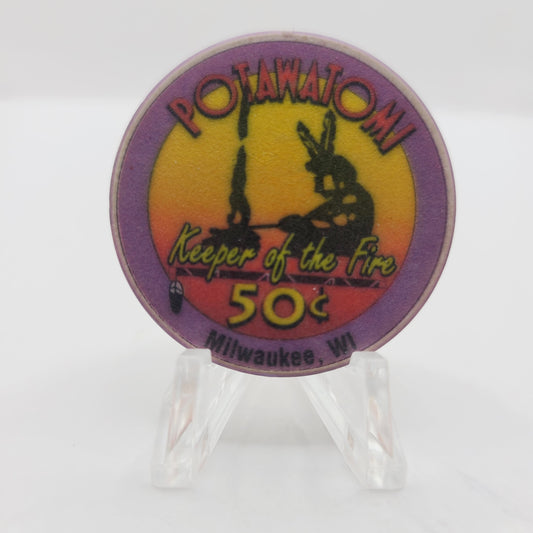 POTAWATOMI
Keeper of the Fire
50¢
Milwaukee, WI